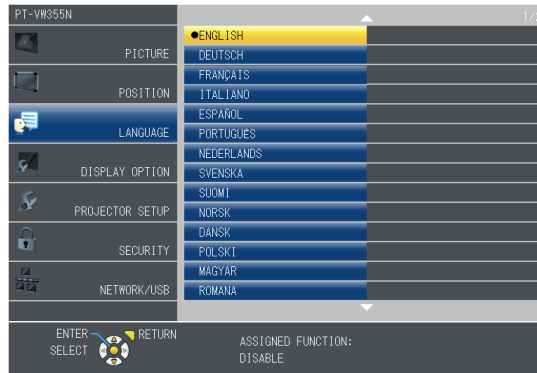 PT-VW355N
1/2
PICTURE
POSITION
LANGUAGE
DISPLAY OPTION
PROJECTOR SETUP
SECURITY
NETWORK/USB
●ENGLISH
DEUTSCH
FRANÇAIS
ITALIANO
ESPAÑOL
PORTUGUÊS
NEDERLANDS
SVENSKA
SUOMI
NORSK
DANSK
POLSKI
MAGYAR
ROMÂNA
ENTER
RETURN
SELECT
ASSIGNED FUNCTION:
DISABLE